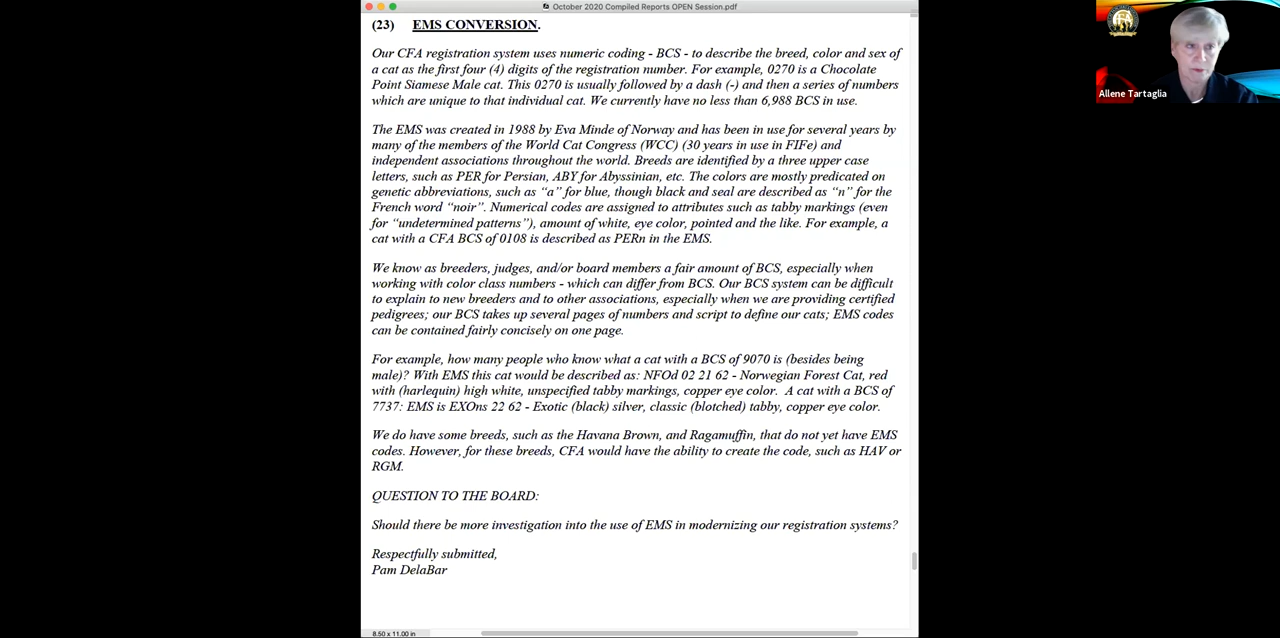 October 2020 Compiled Reports OPEN Session.pdf
(23) EMS CONVERSION.
Our CFA registration system uses numeric coding - BCS - to describe the breed, color and sex of
a cat as the first four (4) digits of the registration number. For example, 0270 is a Chocolate
Point Siamese Male cat. This 0270 is usually followed by a dash (-) and then a series of numbers
which are unique to that individual cat. We currently have no less than 6,988 BCS in use.
The EMS was created in 1988 by Eva Minde of Norway and has been in use for several years by
many of the members of the World Cat Congress (WCC) (30 years in use in FIFe) and
independent associations throughout the world. Breeds are identified by a three upper case
letters, such as PER for Persian, ABY for Abyssinian, etc. The colors are mostly predicated on
genetic abbreviations, such as “a” for blue, though black and seal are described as “n” for the
French word “noir”. Numerical codes are assigned to attributes such as tabby markings (even
for “undetermined patterns”), amount of white, eye color, pointed and the like. For example, a
cat with a CFA BCS of 0108 is described as PERn in the EMS.
We know as breeders, judges, and/or board members a fair amount of BCS, especially when
working with color class numbers - which can differ from BCS. Our BCS system can be difficult
to explain to new breeders and to other associations, especially when we are providing certified
pedigrees; our BCS takes up several pages of numbers and script to define our cats; EMS codes
can be contained fairly concisely on one page.
For example, how many people who know what a cat with a BCS of 9070 is (besides being
male)? With EMS this cat would be described as: NFOd 02 21 62 - Norwegian Forest Cat, red
with (harlequin) high white, unspecified tabby markings, copper eye color. A cat with a BCS of
7737: EMS is EXOns 22 62 - Exotic (black) silver, classic (blotched) tabby, copper eye color.
We do have some breeds, such as the Havana Brown, and Ragamuffin, that do not yet have EMS
codes. However, for these breeds, CFA would have the ability to create the code, such as HAV or
RGM.
QUESTION TO THE BOARD:
Should there be more investigation into the use of EMS in modernizing our registration systems?
Respectfully submitted,
Pam DelaBar
8.50 x 11.00 in
CFA
Allene Tartaglia